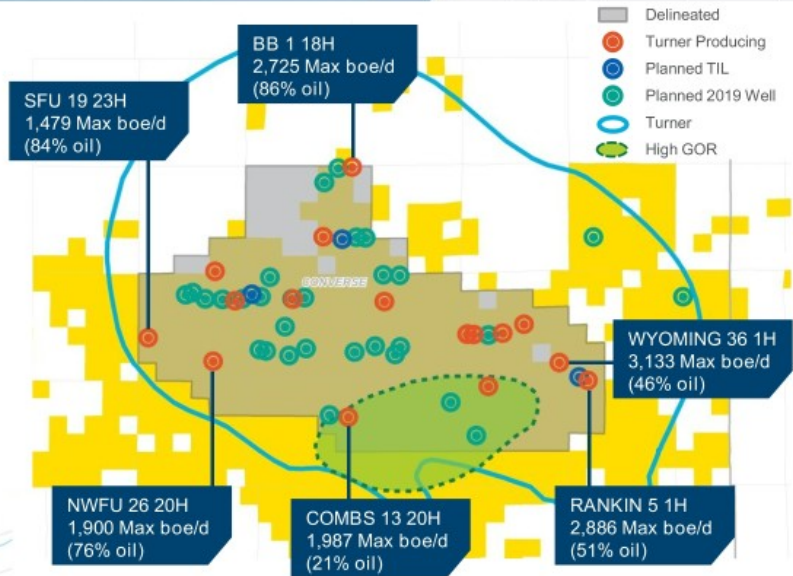 BB 1 18H
2,725 Max boe/d
(86% oil)
SFU 19 23H
1,479 Max boe/d
(84% oil)
Delineated
Turner Producing
Planned TIL
Planned 2019 Well
Turner
High GOR
CONVERSE
WYOMING 36 1H
3,133 Max boe/d
(46% oil)
NWFU 26 20H
1,900 Max boe/d
(76% oil)
COMBS 13 20H
1,987 Max boe/d
(21% oil)
RANKIN 5 1H
2,886 Max boe/d
(51% oil)